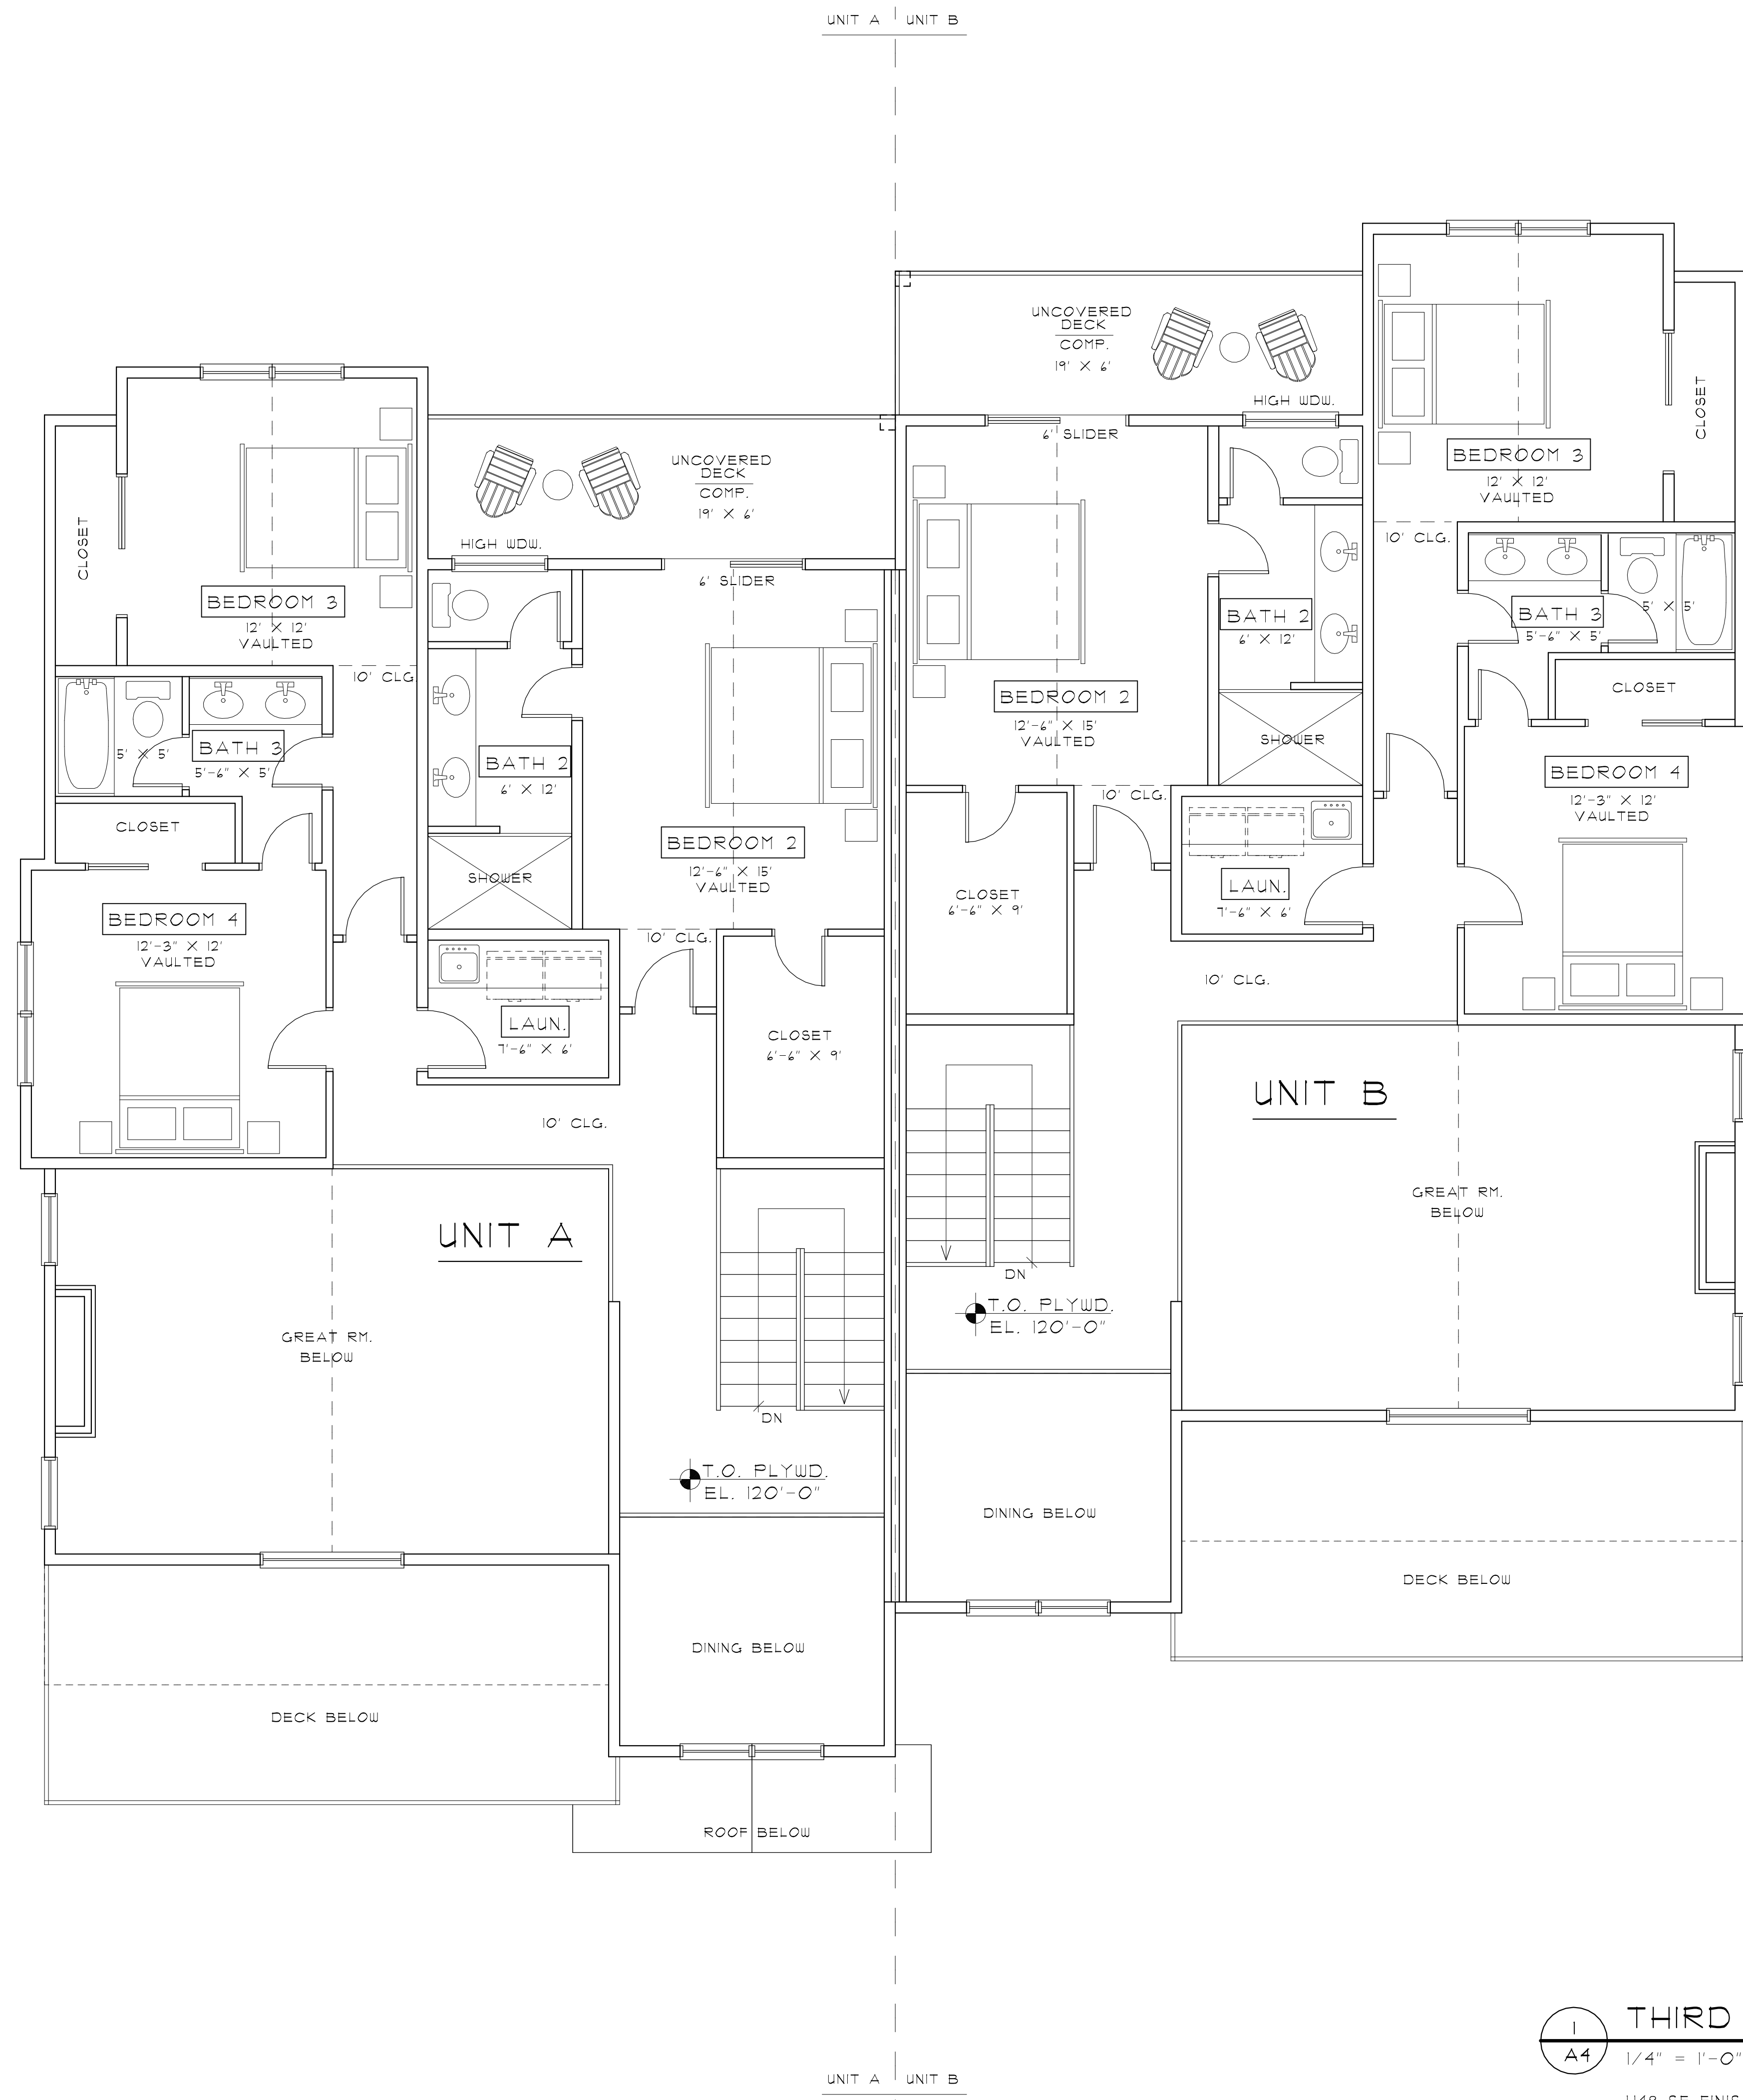 UNIT A UNIT B
UNCOVERED
DECK
COMP.
19' X 6'
HIGH WDW.
6' SLIDER
CLOSET
BEDROOM 3
12' X 12'
VAULTED
10' CLG.
BATH 3
5'-6" X 5'
5' X 5'
BATH 2
6' X 12'
CLOSET
BEDROOM 2
12'-6" X 15'
VAULTED
SHOWER
BEDROOM 4
12'-3" X 12'
VAULTED
10' CLG.
LAUN.
7'-6" X 6'
CLOSET
6'-6" X 9'
10' CLG.
UNIT B
GREAT RM.
BELOW
DN
T.O. PLYWD.
EL. 120'-0"
DINING BELOW
DECK BELOW
UNCOVERED
DECK
COMP.
19' X 6'
HIGH WDW.
6' SLIDER
CLOSET
BEDROOM 3
12' X 12'
VAULTED
10' CLG.
5' X 5'
BATH 3
5'-6" X 5'
BATH 2
6' X 12'
CLOSET
BEDROOM 2
12'-6" X 15'
VAULTED
SHOWER
BEDROOM 4
12'-3" X 12'
VAULTED
10' CLG.
LAUN.
7'-6" X 6'
CLOSET
6'-6" X 9'
10' CLG.
UNIT A
GREAT RM.
BELOW
DN
T.O. PLYWD.
EL. 120'-0"
DINING BELOW
DECK BELOW
ROOF BELOW
1
A4
THIRD
1/4" = 1'-0"
UNIT A UNIT B